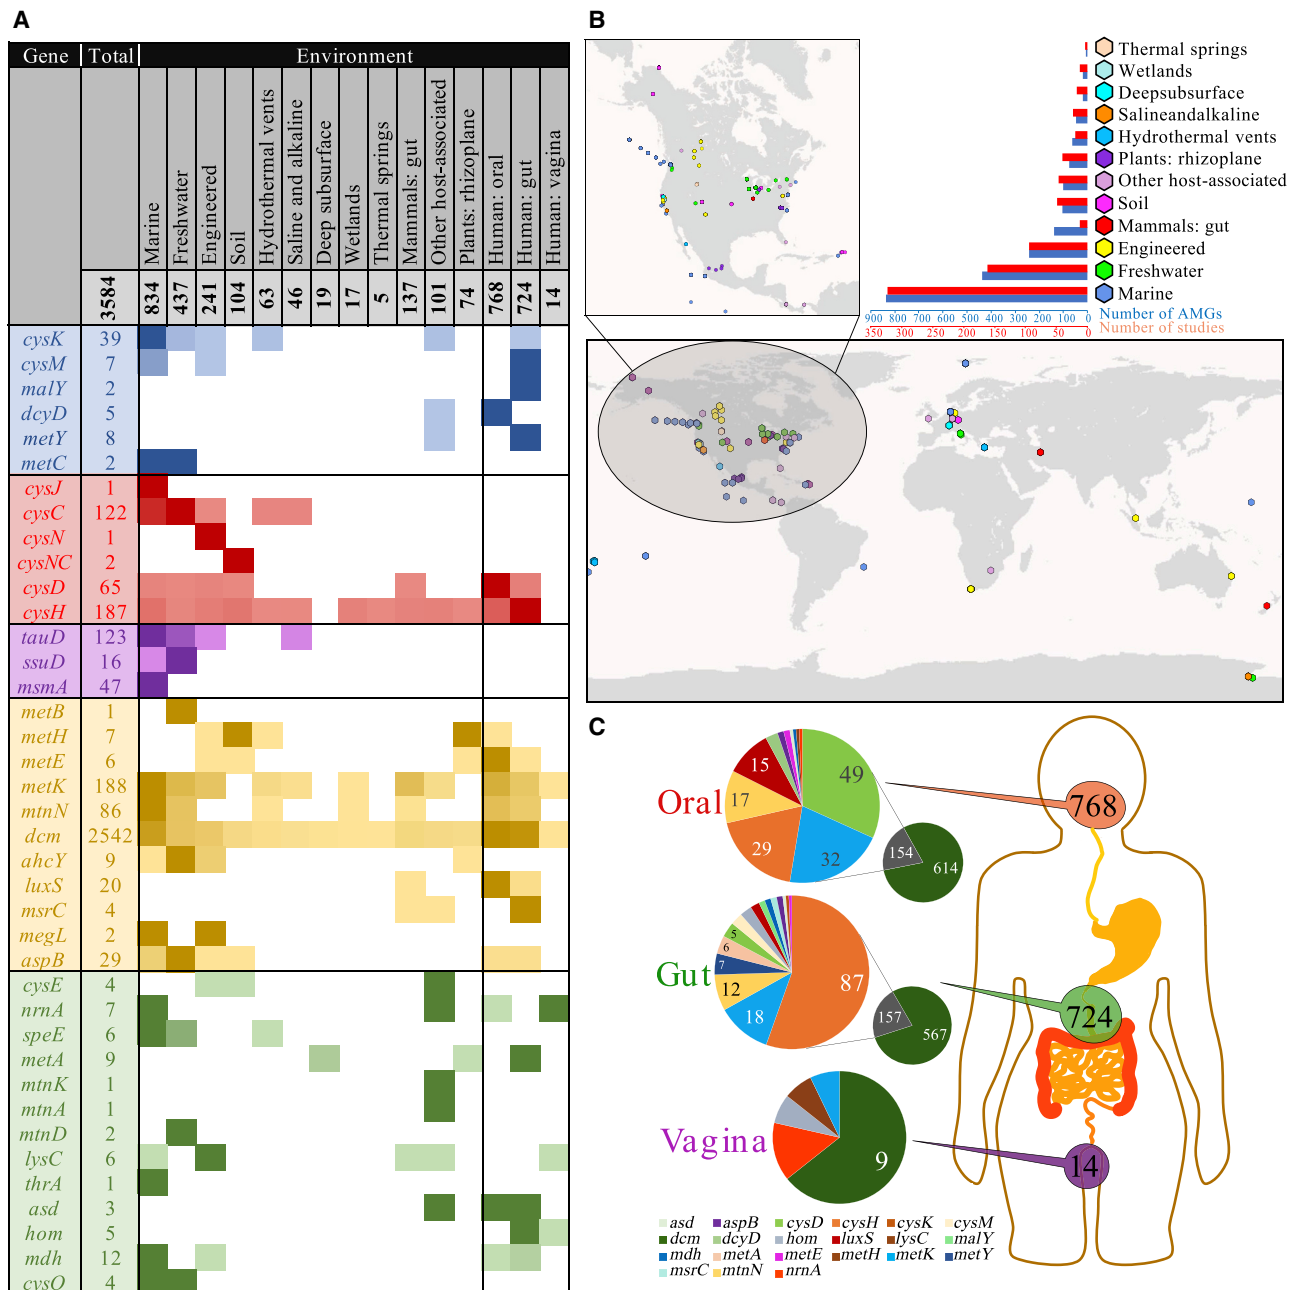 A
Gene Total Environment
Marine
Freshwater
Engineered
Soil
Hydrothermal vents
Saline and alkaline
Deep subsurface
Wetlands
Thermal springs
Mammals: gut
Other host-associated
Plants: rhizoplane
Human: oral
Human: gut
Human: vagina
3584 834 437 241 104 63 46 19 17 5 137 101 74 768 724 14
cysK 39
cysM 7
malY 2
dcyD 5
metY 8
metC 2
cysJ 1
cysC 122
cysN 1
cysNC 2
cysD 65
cysH 187
tauD 123
ssuD 16
msmA 47
metB 1
metH 7
metE 6
metK 188
mtnN 86
dcm 2542
ahcY 9
luxS 20
msrC 4
megL 2
aspB 29
cysE 4
nrnA 7
speE 6
metA 9
mtnK 1
mtnA 1
mtnD 2
lysC 6
thrA 1
asd 3
hom 5
mdh 12
cysO 4
B
Thermal springs
Wetlands
Deepsubsurface
Salineandalkaline
Hydrothermal vents
Plants: rhizoplane
Other host-associated
Soil
Mammals: gut
Engineered
Freshwater
Marine
900 800 700 600 500 400 300 200 100 0 Number of AMGs
350 300 250 200 150 100 50 0 Number of studies
C
Oral
49
32
29
17
15
154
614
768
Gut
87
18
12
7
6
5
157
567
724
Vagina
9
14
asd aspB cysD cysH cysK cysM
dcm dcyD hom luxS lysC malY
mdh metA metE metH metK metY
msrC mtnN nrnA